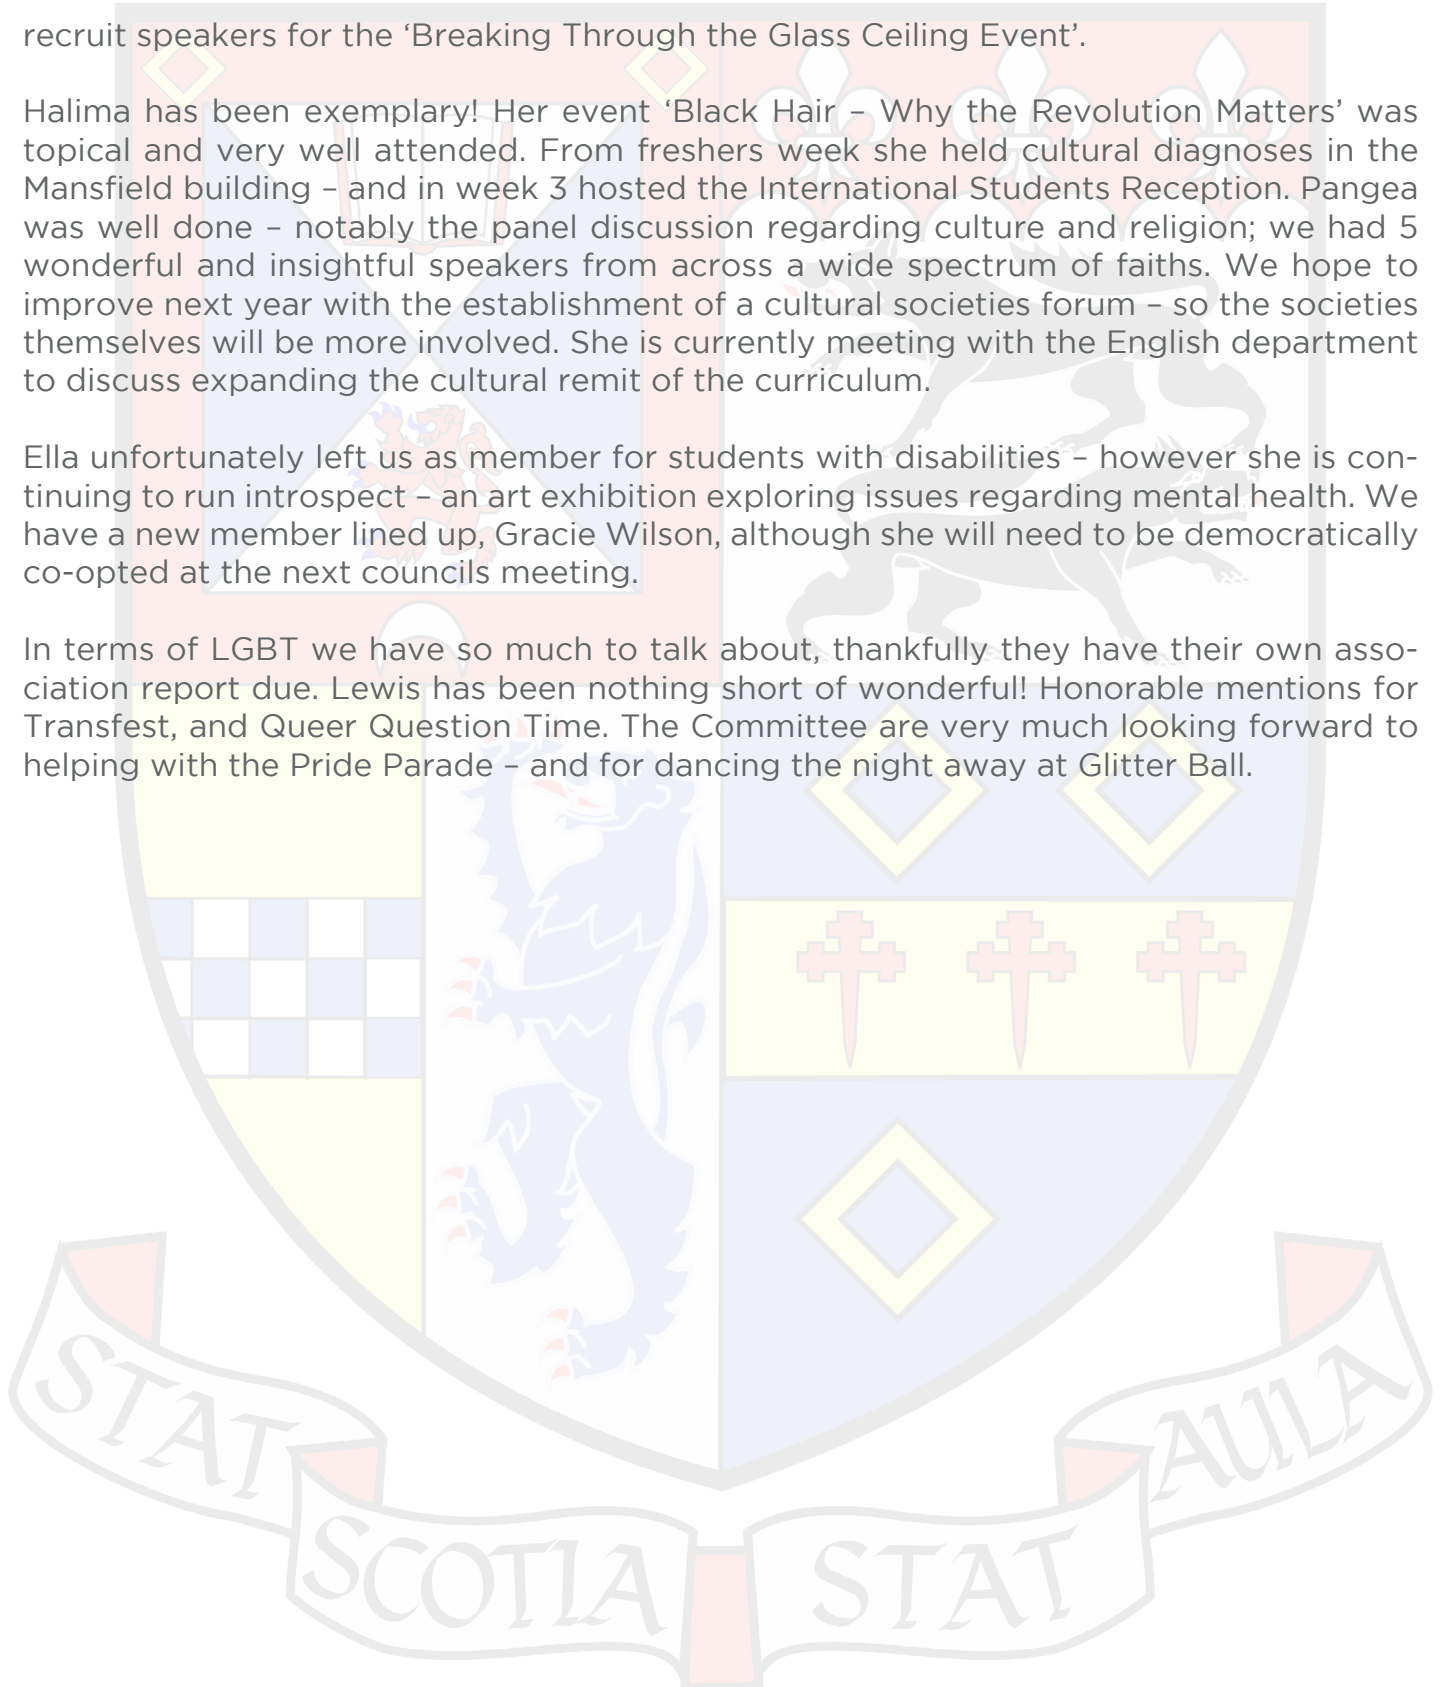 recruit speakers for the ‘Breaking Through the Glass Ceiling Event’.
Halima has been exemplary! Her event ‘Black Hair – Why the Revolution Matters’ was
topical and very well attended. From freshers week she held cultural diagnoses in the
Mansfield building – and in week 3 hosted the International Students Reception. Pangea
was well done – notably the panel discussion regarding culture and religion; we had 5
wonderful and insightful speakers from across a wide spectrum of faiths. We hope to
improve next year with the establishment of a cultural societies forum – so the societies
themselves will be more involved. She is currently meeting with the English department
to discuss expanding the cultural remit of the curriculum.
Ella unfortunately left us as member for students with disabilities – however she is con-
tinuing to run introspect – an art exhibition exploring issues regarding mental health. We
have a new member lined up, Gracie Wilson, although she will need to be democratically
co-opted at the next councils meeting.
In terms of LGBT we have so much to talk about, thankfully they have their own asso-
ciation report due. Lewis has been nothing short of wonderful! Honorable mentions for
Transfest, and Queer Question Time. The Committee are very much looking forward to
helping with the Pride Parade – and for dancing the night away at Glitter Ball.
STAT
SCOTIA
STAT
AULA